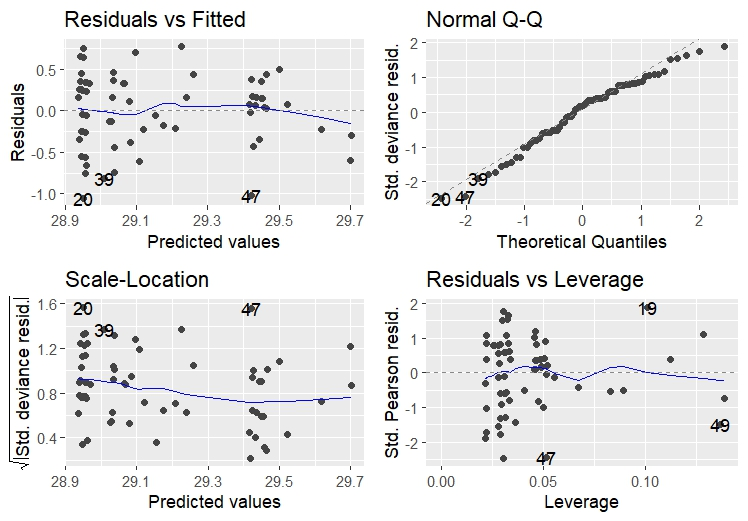 Residuals vs Fitted
Residuals
0.5
0.0
-0.5
-1.0
39
20
47
28.9 29.1 29.3 29.5 29.7
Predicted values
Normal Q-Q
Std. deviance resid.
2
1
0
-1
-2
39
20 47
-2 -1 0 1 2
Theoretical Quantiles
Scale-Location
√|Std. deviance resid.|
1.6
1.2
0.8
0.4
20
39
47
28.9 29.1 29.3 29.5 29.7
Predicted values
Residuals vs Leverage
Std. Pearson resid.
2
1
0
-1
-2
19
49
47
0.00 0.05 0.10
Leverage